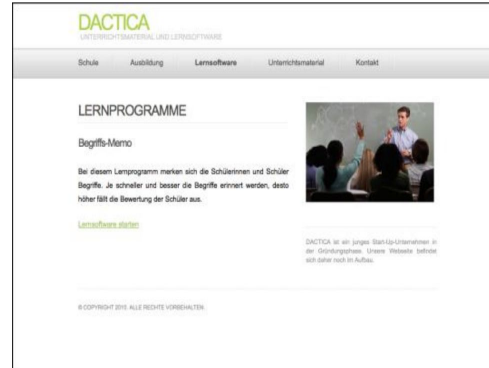 DACTICA
UNTERRICHTSMATERIAL UND LERNSOFTWARE
Schule Ausbildung Lernsoftware Unterrichtsmaterial Kontakt
LERNPROGRAMME
Begriffs-Memo
Bei diesem Lernprogramm merken sich die Schülerinnen und Schüler
Begriffe. Je schneller und besser die Begriffe erinnert werden, desto
höher fällt die Bewertung der Schüler aus.
Lernsoftware starten
DACTICA ist ein junges Start-Up-Unternehmen in
der Gründungsphase. Unsere Webseite befindet
sich daher noch im Aufbau.
© COPYRIGHT 2010. ALLE RECHTE VORBEHALTEN.